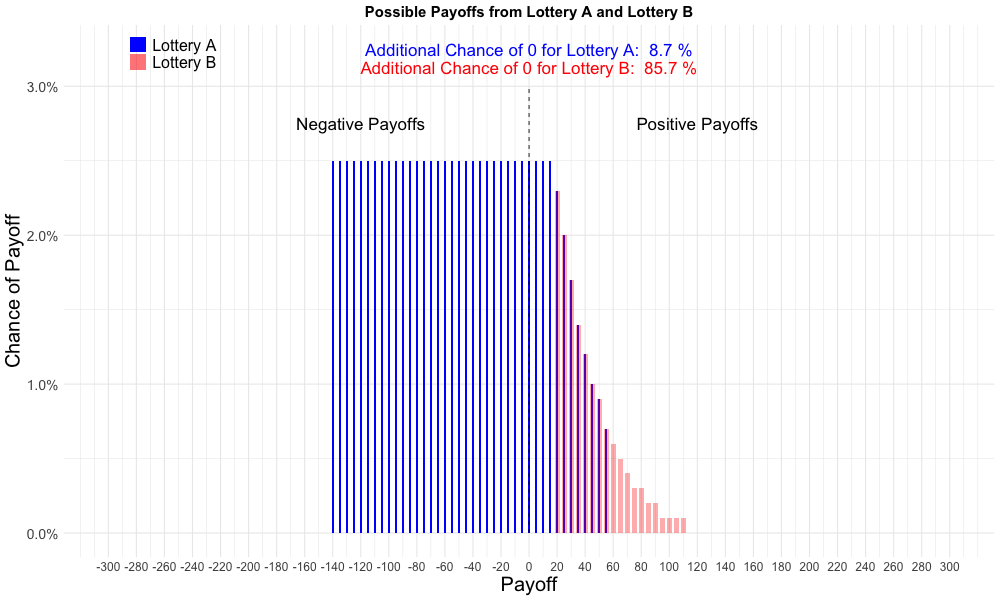 Possible Payoffs from Lottery A and Lottery B
Lottery A
Lottery B
Additional Chance of 0 for Lottery A:  8.7 %
Additional Chance of 0 for Lottery B:  85.7 %
Negative Payoffs
Positive Payoffs
Chance of Payoff
3.0%
2.0%
1.0%
0.0%
-300 -280 -260 -240 -220 -200 -180 -160 -140 -120 -100 -80 -60 -40 -20 0 20 40 60 80 100 120 140 160 180 200 220 240 260 280 300
Payoff